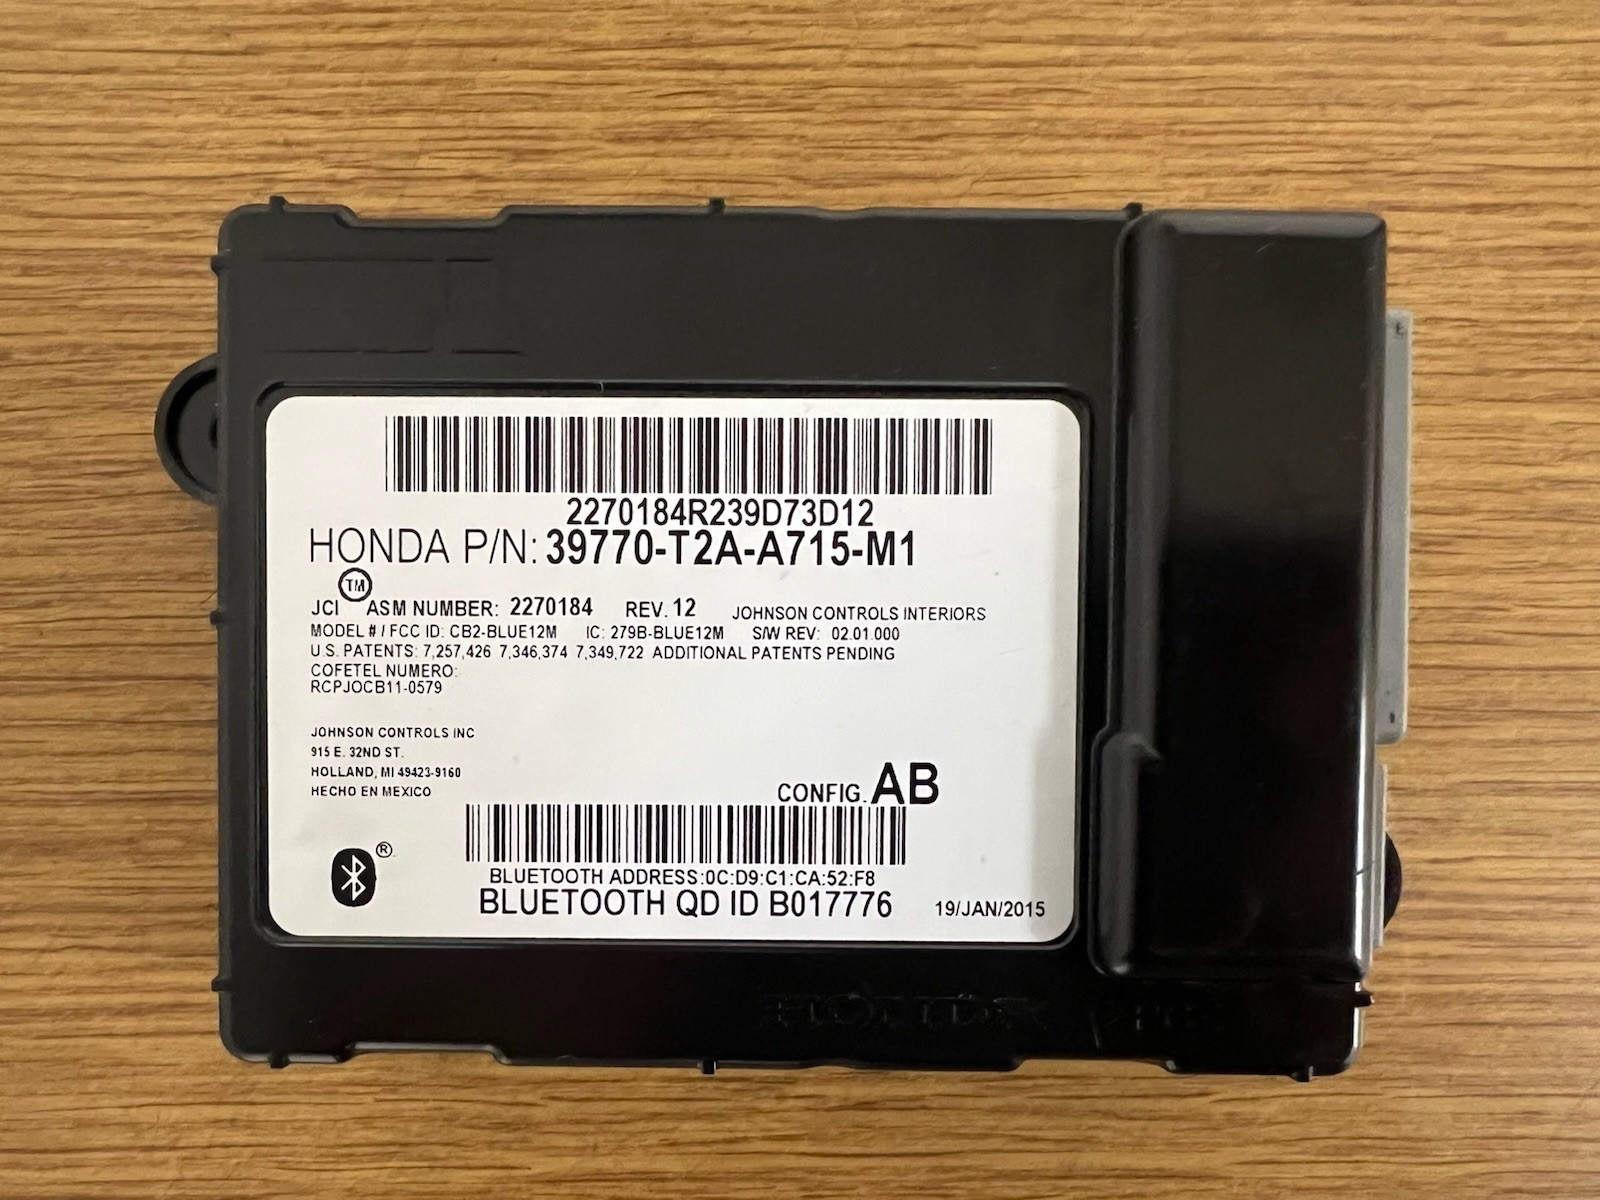 2270184R239D73D12
HONDA P/N: 39770-T2A-A715-M1
TM
JCI ASM NUMBER: 2270184 REV. 12 JOHNSON CONTROLS INTERIORS
MODEL # / FCC ID: CB2-BLUE12M IC: 279B-BLUE12M S/W REV: 02.01.000
U.S. PATENTS: 7,257,426 7,346,374 7,349,722 ADDITIONAL PATENTS PENDING
COFETEL NUMERO:
RCPJOCB11-0579
JOHNSON CONTROLS INC
915 E. 32ND ST.
HOLLAND, MI 49423-9160
HECHO EN MEXICO
CONFIG. AB
®
BLUETOOTH ADDRESS:0C:D9:C1:CA:52:F8
BLUETOOTH QD ID B017776 19/JAN/2015
HONDA